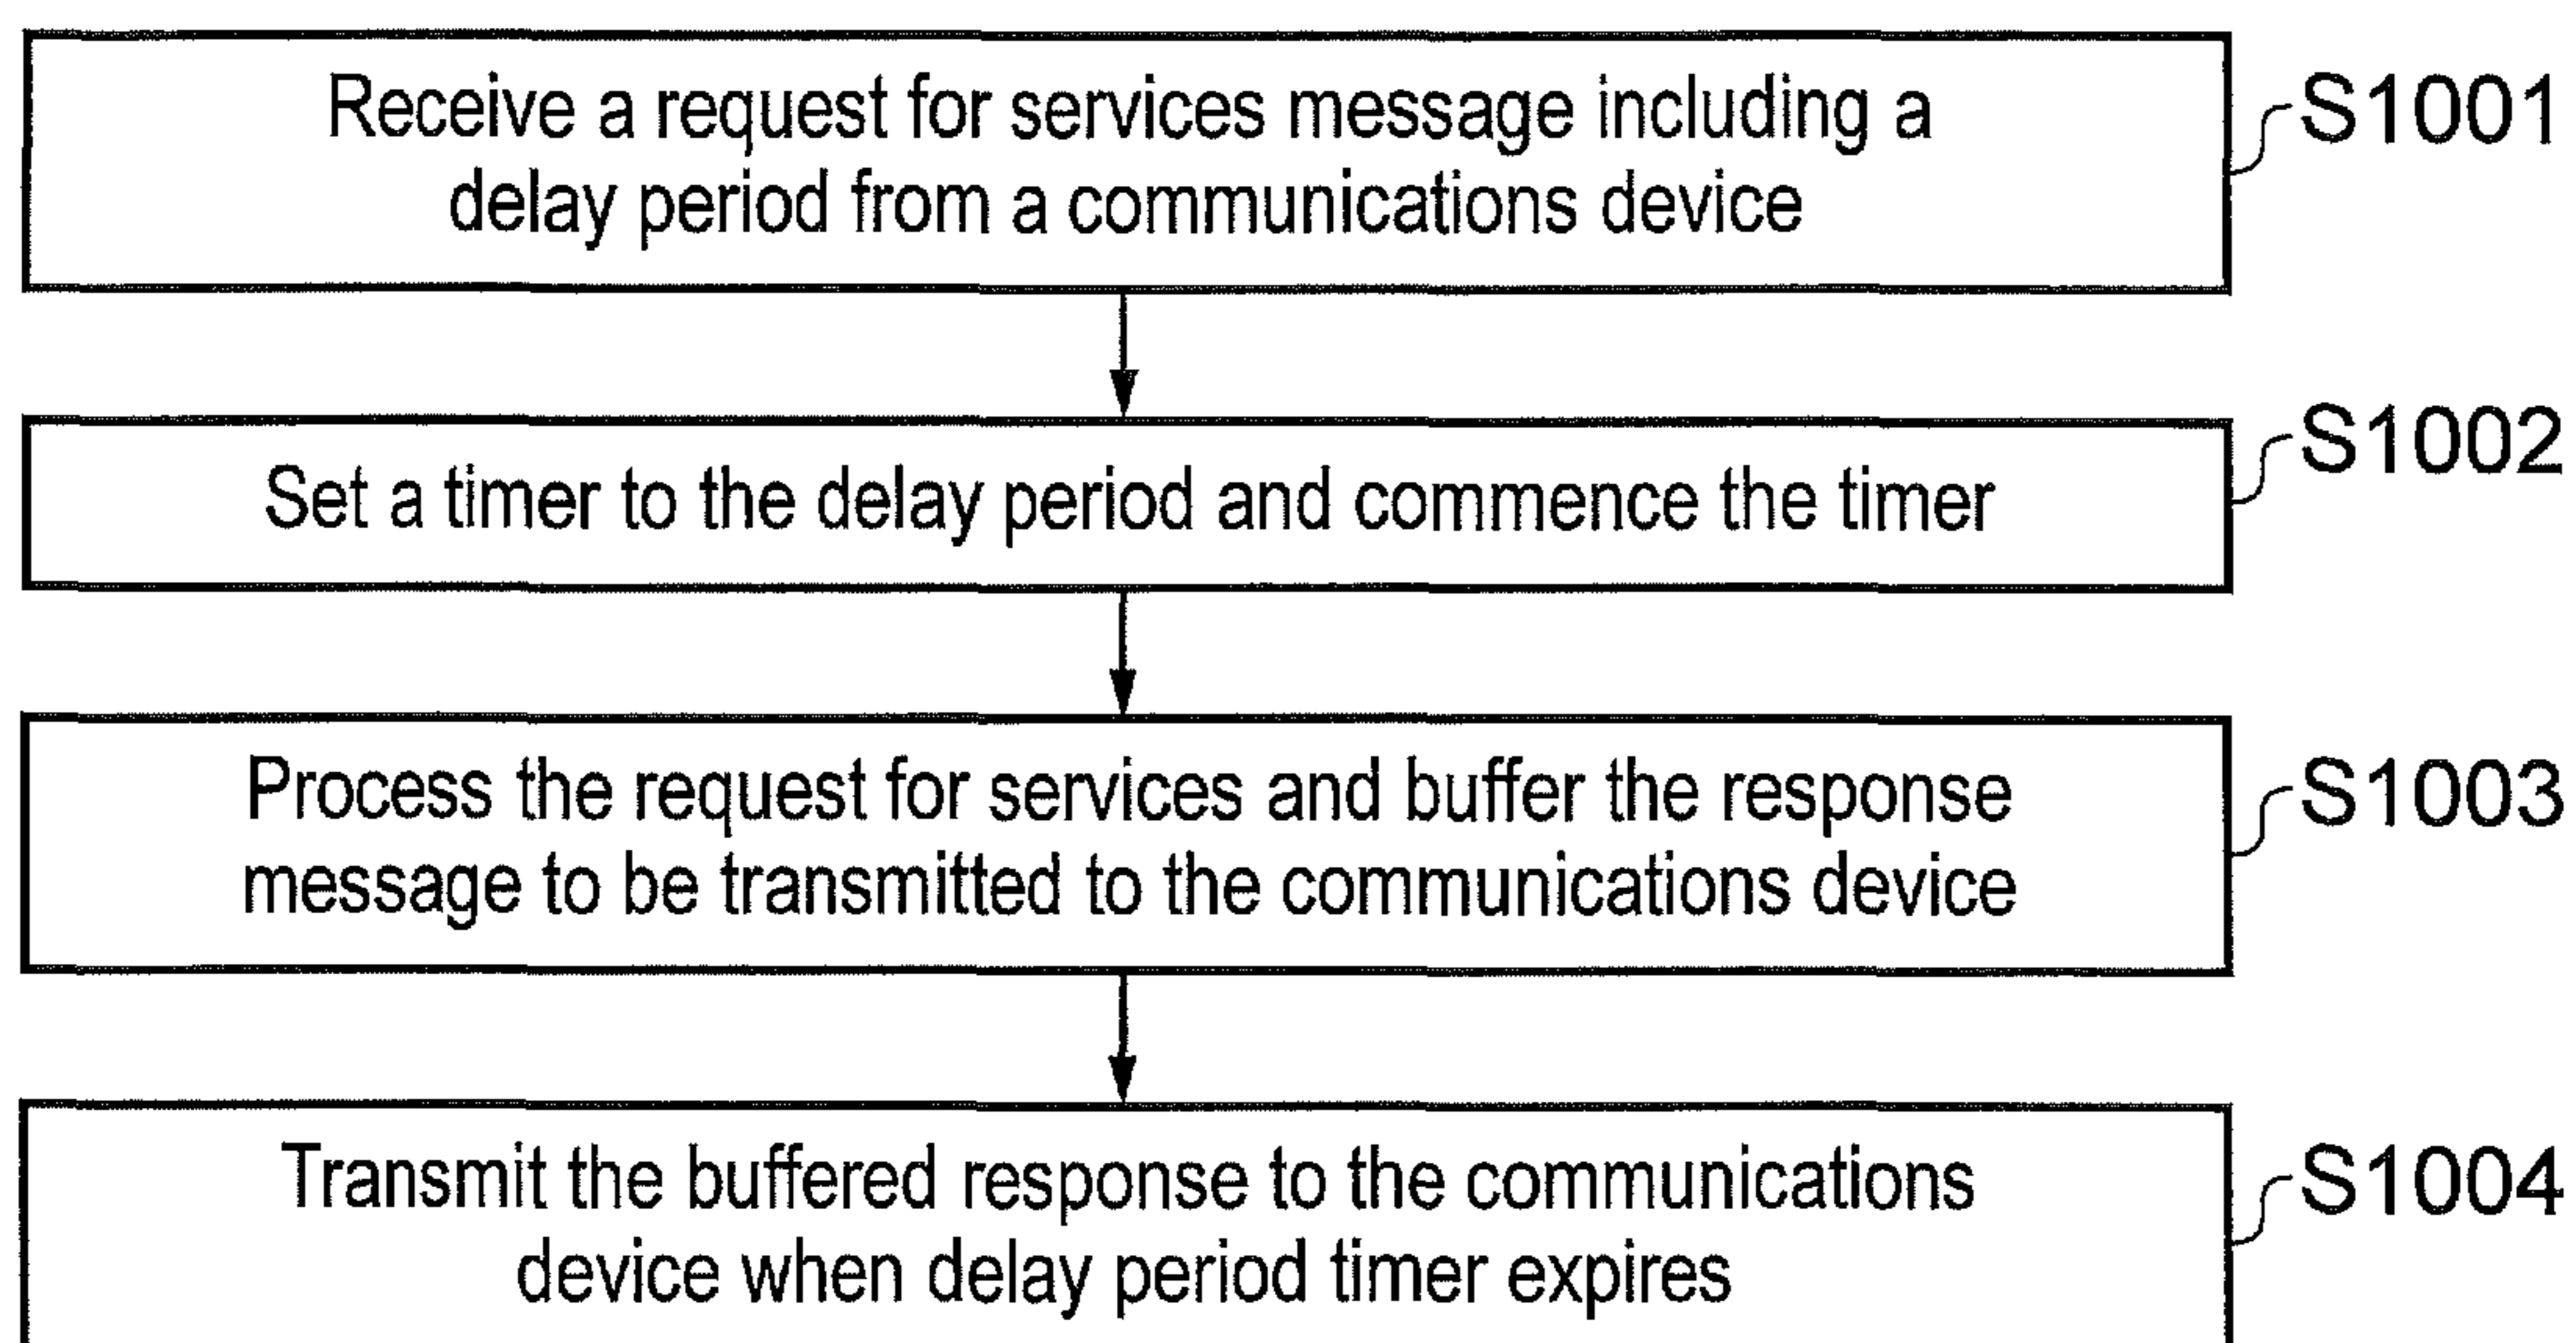 Receive a request for services message including a
delay period from a communications device
S1001
Set a timer to the delay period and commence the timer
S1002
Process the request for services and buffer the response
message to be transmitted to the communications device
S1003
Transmit the buffered response to the communications
device when delay period timer expires
S1004